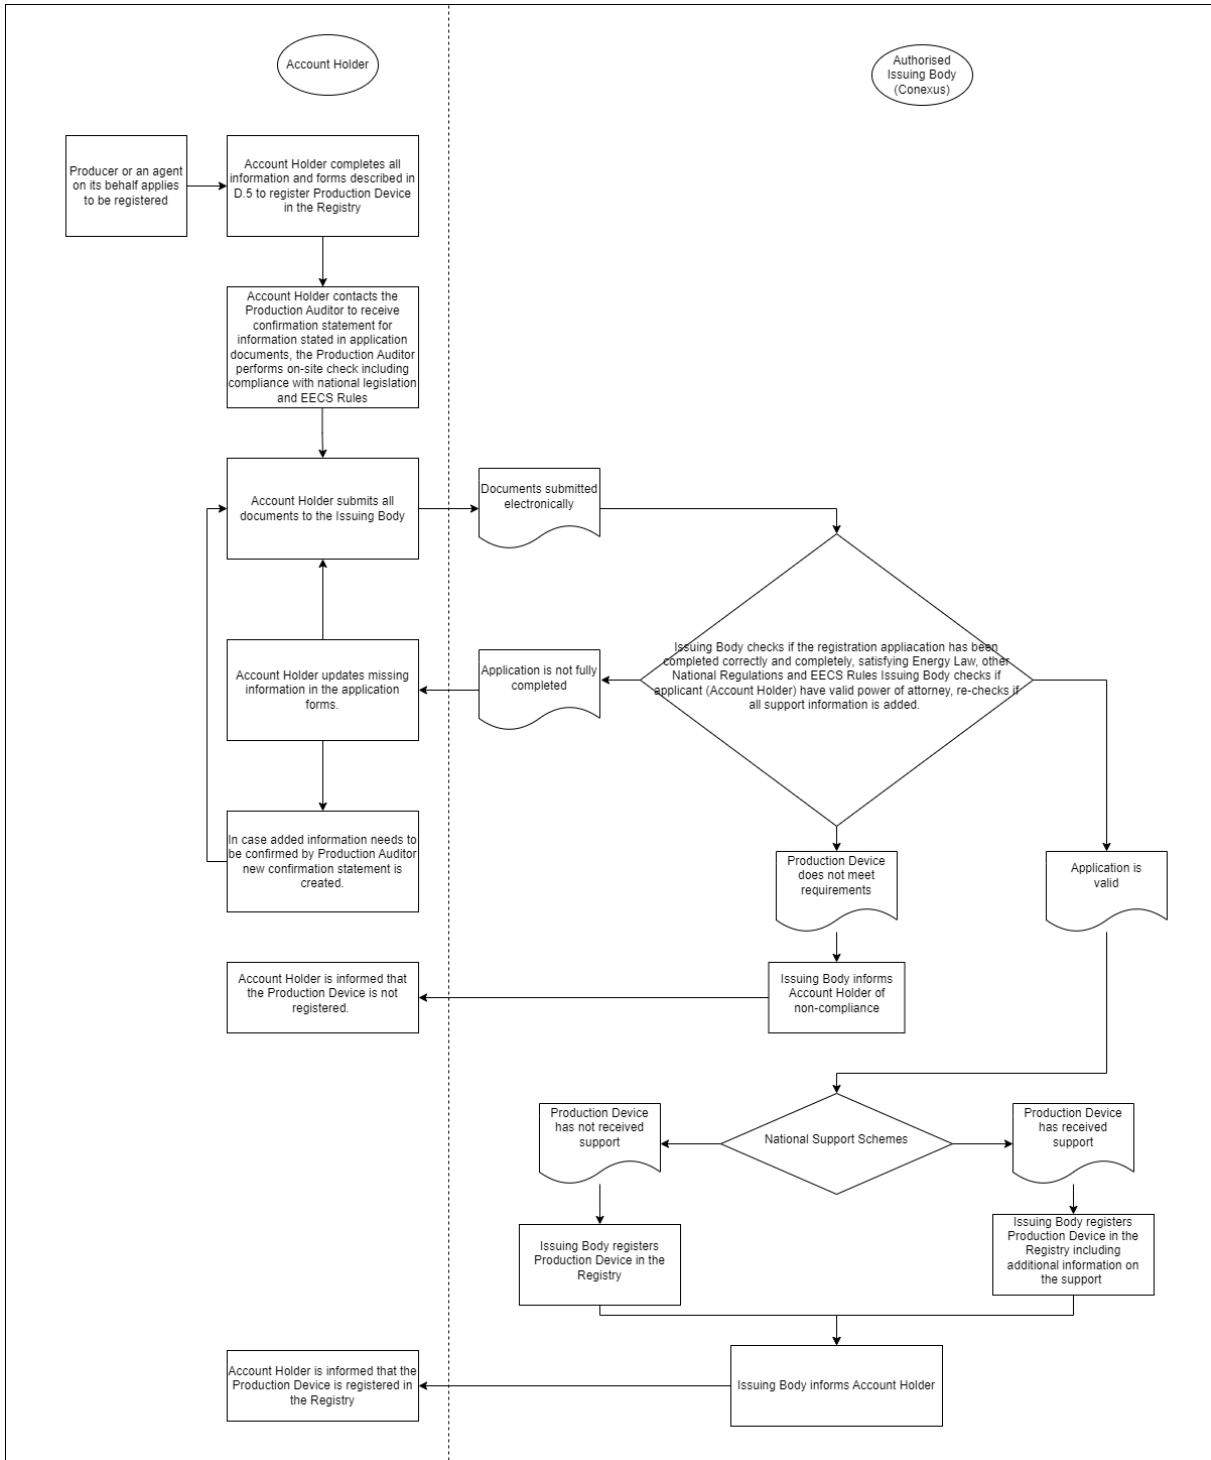 Account Holder
Authorised
Issuing Body
(Conexus)
Producer or an agent
on its behalf applies
to be registered
Account Holder completes all
information and forms described in
D.5 to register Production Device
in the Registry
Account Holder contacts the
Production Auditor to receive
confirmation statement for
information stated in application
documents, the Production Auditor
performs on-site check including
compliance with national legislation
and EECS Rules
Account Holder submits all
documents to the Issuing Body
Documents submitted
electronically
Issuing Body checks if the registration appliacation has been
completed correctly and completely, satisfying Energy Law, other
National Regulations and EECS Rules Issuing Body checks if
applicant (Account Holder) have valid power of attorney, re-checks if
all support information is added.
Application is not fully
completed
Account Holder updates missing
information in the application
forms.
In case added information needs to
be confirmed by Production Auditor
new confirmation statement is
created.
Production Device
does not meet
requirements
Application is
valid
Account Holder is informed that
the Production Device is not
registered.
Issuing Body informs
Account Holder of
non-compliance
Production Device
has not received
support
National Support Schemes
Production Device
has received
support
Issuing Body registers
Production Device in the
Registry
Issuing Body registers
Production Device in the
Registry including
additional information on
the support
Account Holder is informed that the
Production Device is registered in
the Registry
Issuing Body informs Account Holder